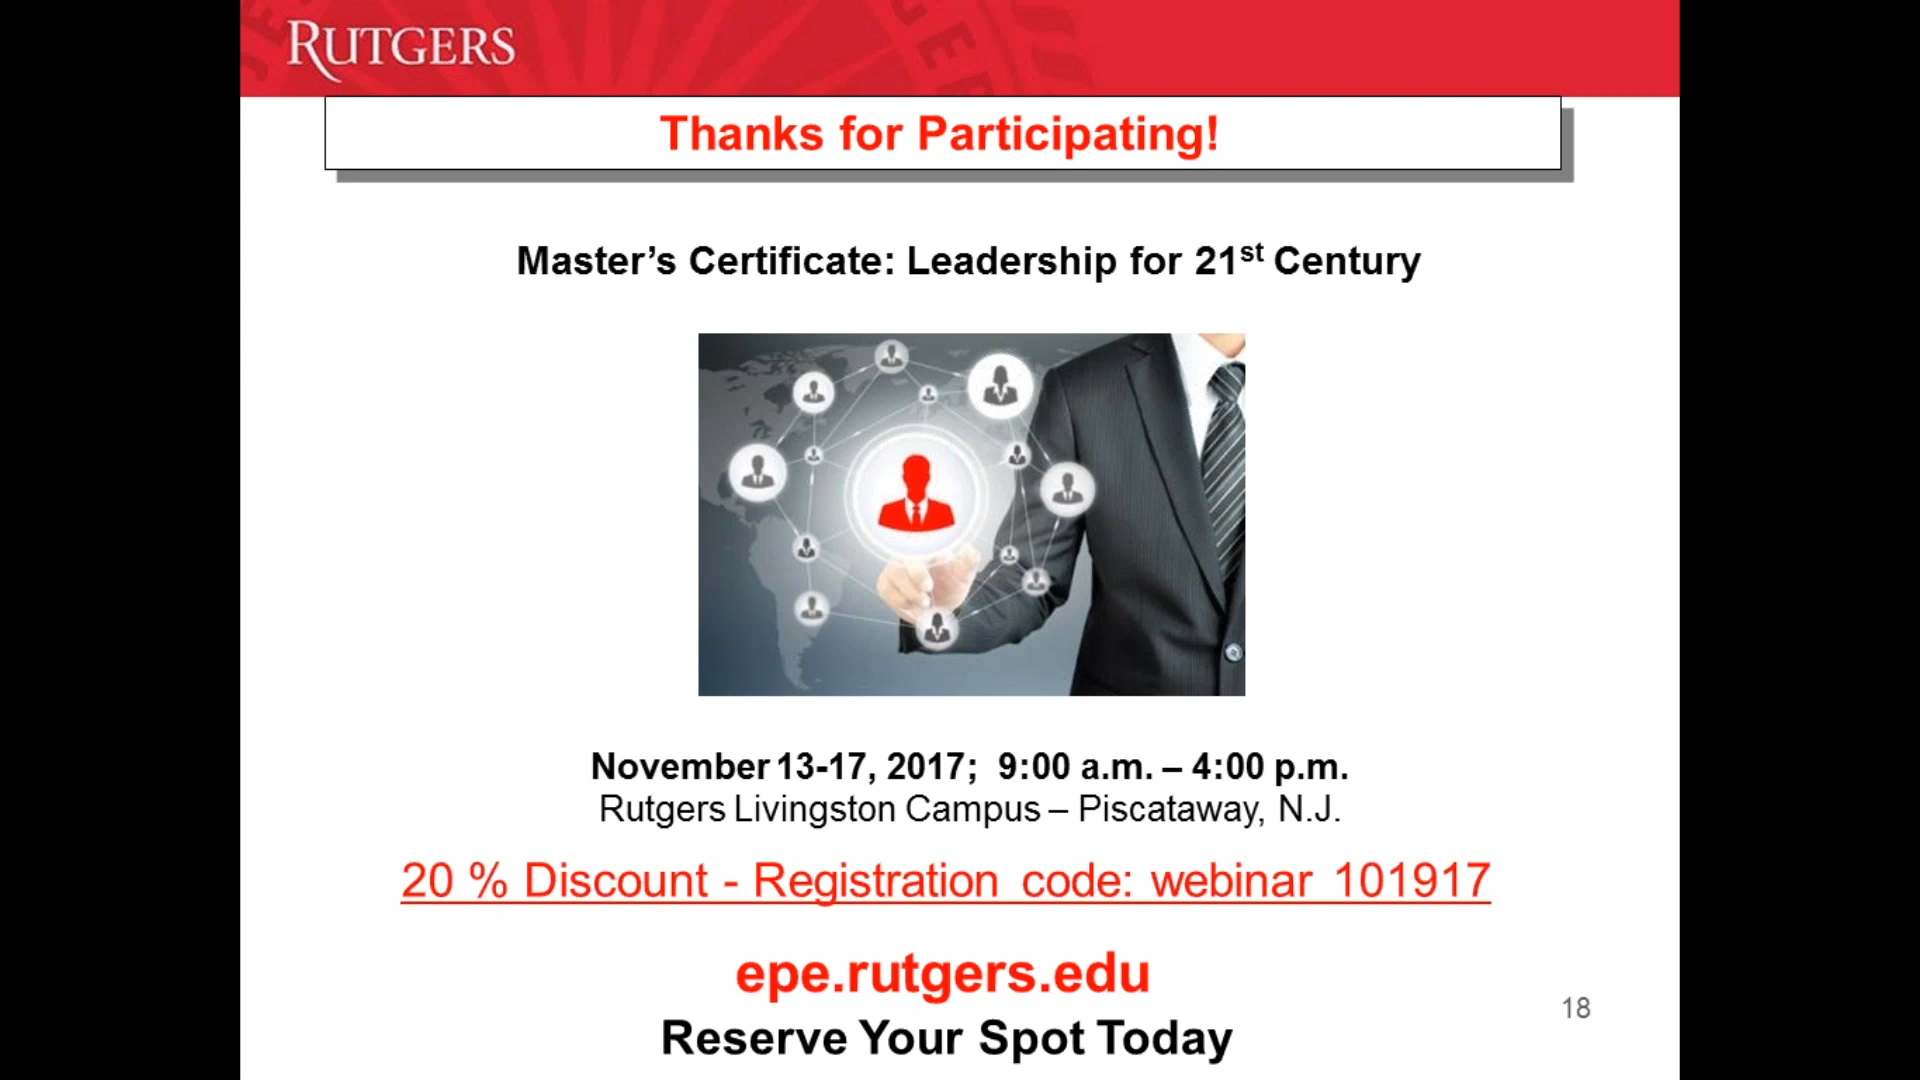 RUTGERS
Thanks for Participating!
Master’s Certificate: Leadership for 21st Century
November 13-17, 2017;  9:00 a.m. – 4:00 p.m.
Rutgers Livingston Campus – Piscataway, N.J.
20 % Discount - Registration code: webinar 101917
epe.rutgers.edu
18
Reserve Your Spot Today